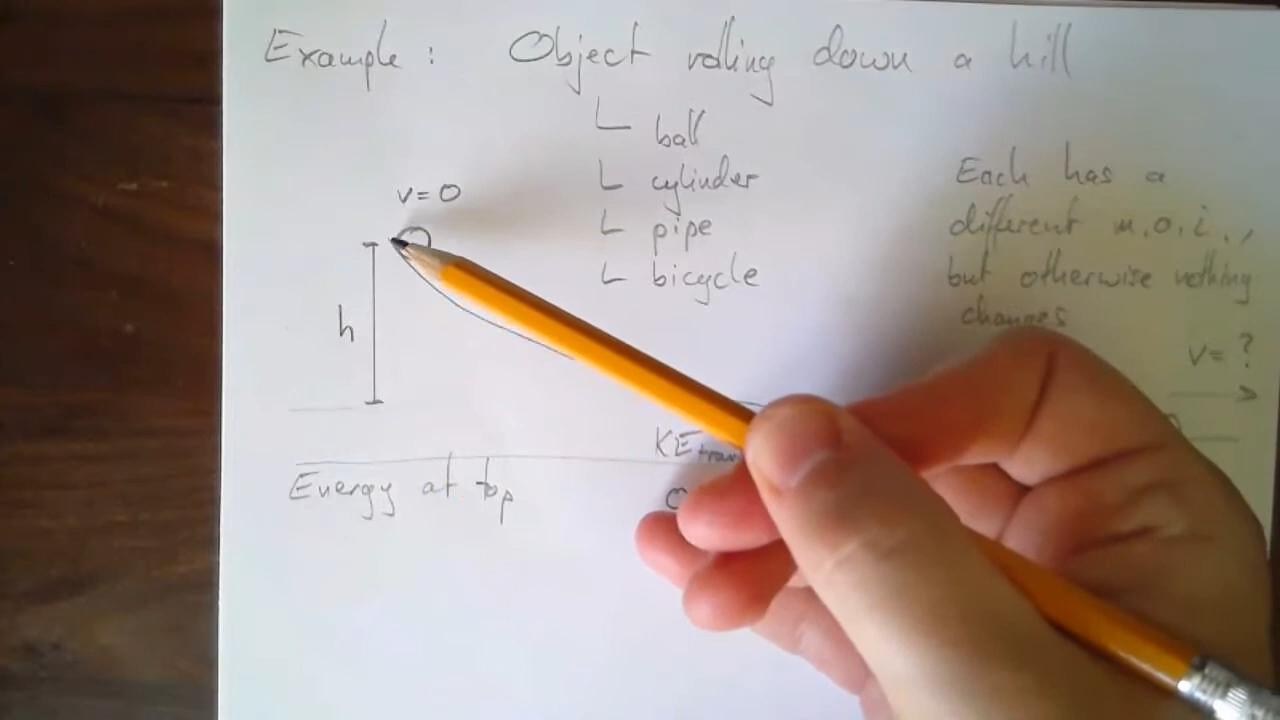 Example : Object rolling down a hill
ball
cylinder
pipe
bicycle
v=0
h
Each has a
different m.o.i.,
but otherwise nothing
changes
v= ?
KEtran
Energy at top